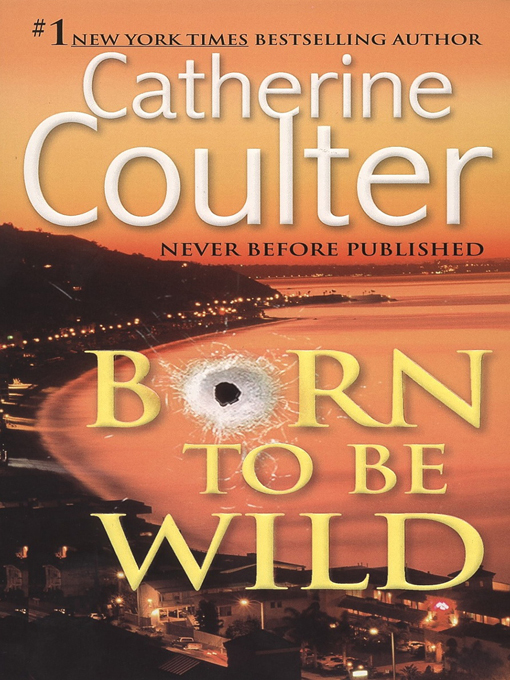 #1 NEW YORK TIMES BESTSELLING AUTHOR
Catherine
Coulter
NEVER BEFORE PUBLISHED
BORN
TO BE
WILD